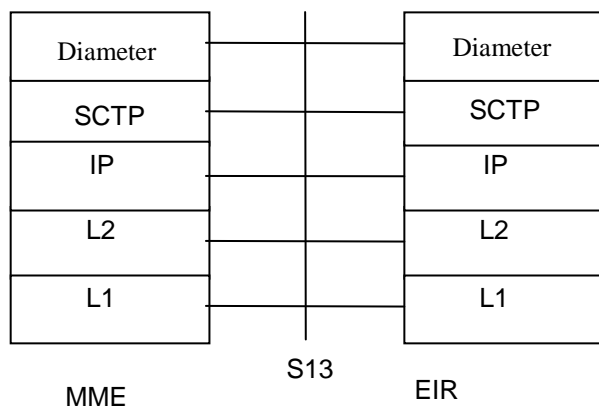 Diameter
Diameter
SCTP
SCTP
IP
IP
L2
L2
L1
L1
S13
MME
EIR